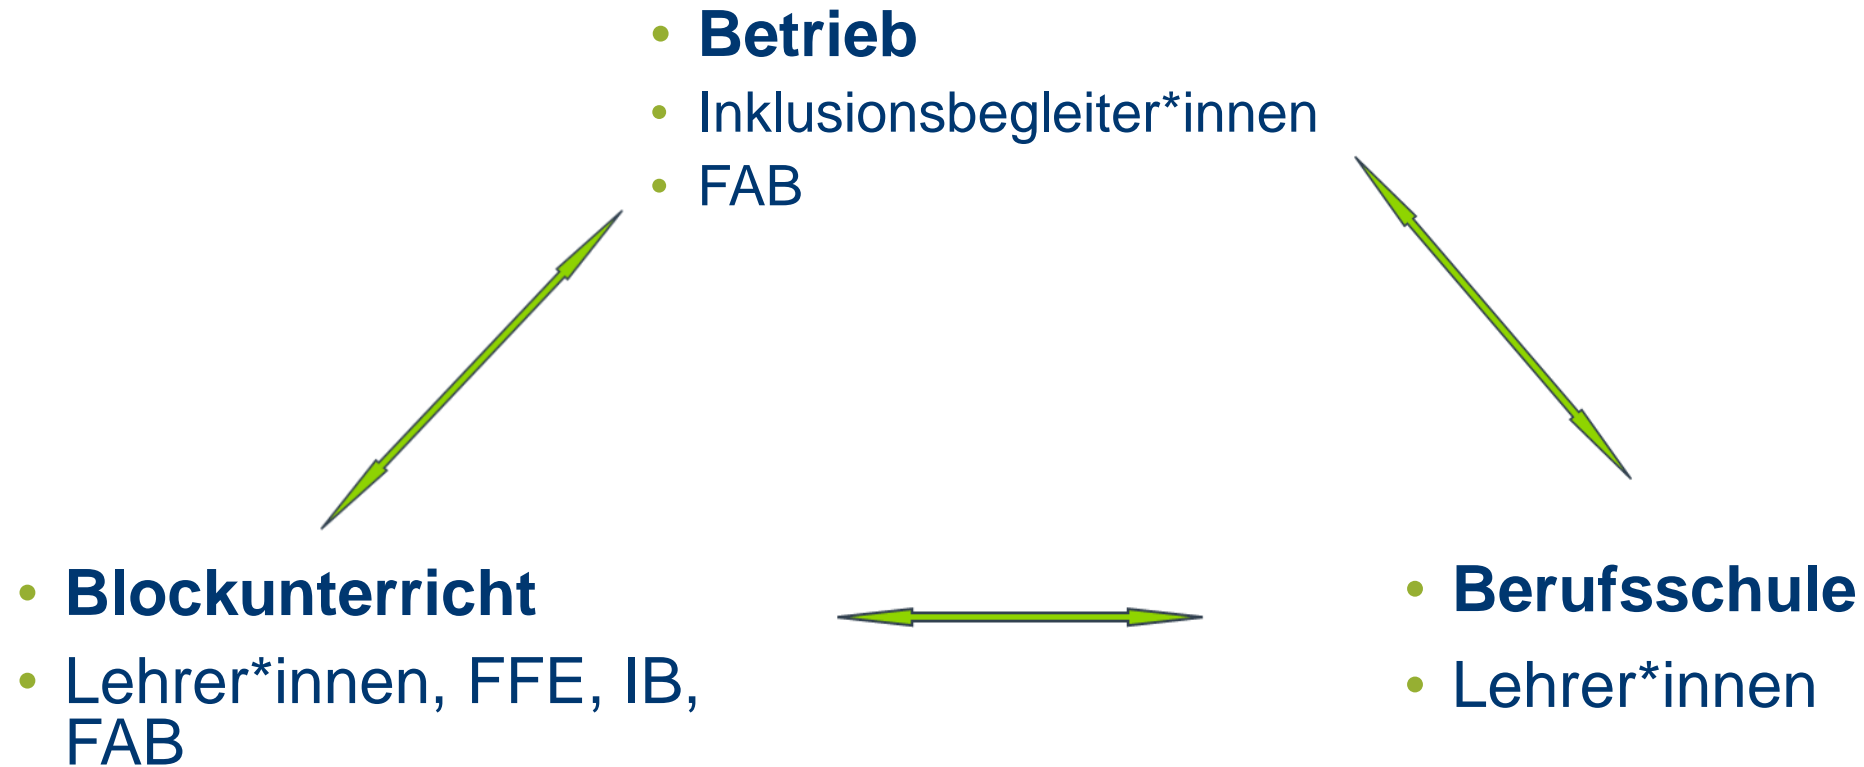 • Betrieb
• Inklusionsbegleiter*innen
• FAB
• Blockunterricht
• Lehrer*innen, FFE, IB,
FAB
• Berufsschule
• Lehrer*innen